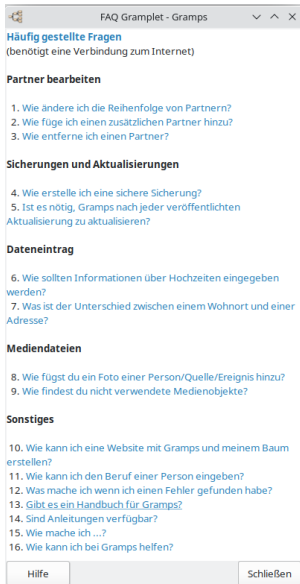 FAQ Gramplet - Gramps
Häufig gestellte Fragen
(benötigt eine Verbindung zum Internet)
Partner bearbeiten
1. Wie ändere ich die Reihenfolge von Partnern?
2. Wie füge ich einen zusätzlichen Partner hinzu?
3. Wie entferne ich einen Partner?
Sicherungen und Aktualisierungen
4. Wie erstelle ich eine sichere Sicherung?
5. Ist es nötig, Gramps nach jeder veröffentlichten
Aktualisierung zu aktualisieren?
Dateneintrag
6. Wie sollten Informationen über Hochzeiten eingegeben
werden?
7. Was ist der Unterschied zwischen einem Wohnort und einer
Adresse?
Mediendateien
8. Wie fügst du ein Foto einer Person/Quelle/Ereignis hinzu?
9. Wie findest du nicht verwendete Medienobjekte?
Sonstiges
10. Wie kann ich eine Website mit Gramps und meinem Baum
erstellen?
11. Wie kann ich den Beruf einer Person eingeben?
12. Was mache ich wenn ich einen Fehler gefunden habe?
13. Gibt es ein Handbuch für Gramps?
14. Sind Anleitungen verfügbar?
15. Wie mache ich ...?
16. Wie kann ich bei Gramps helfen?
Hilfe
Schließen